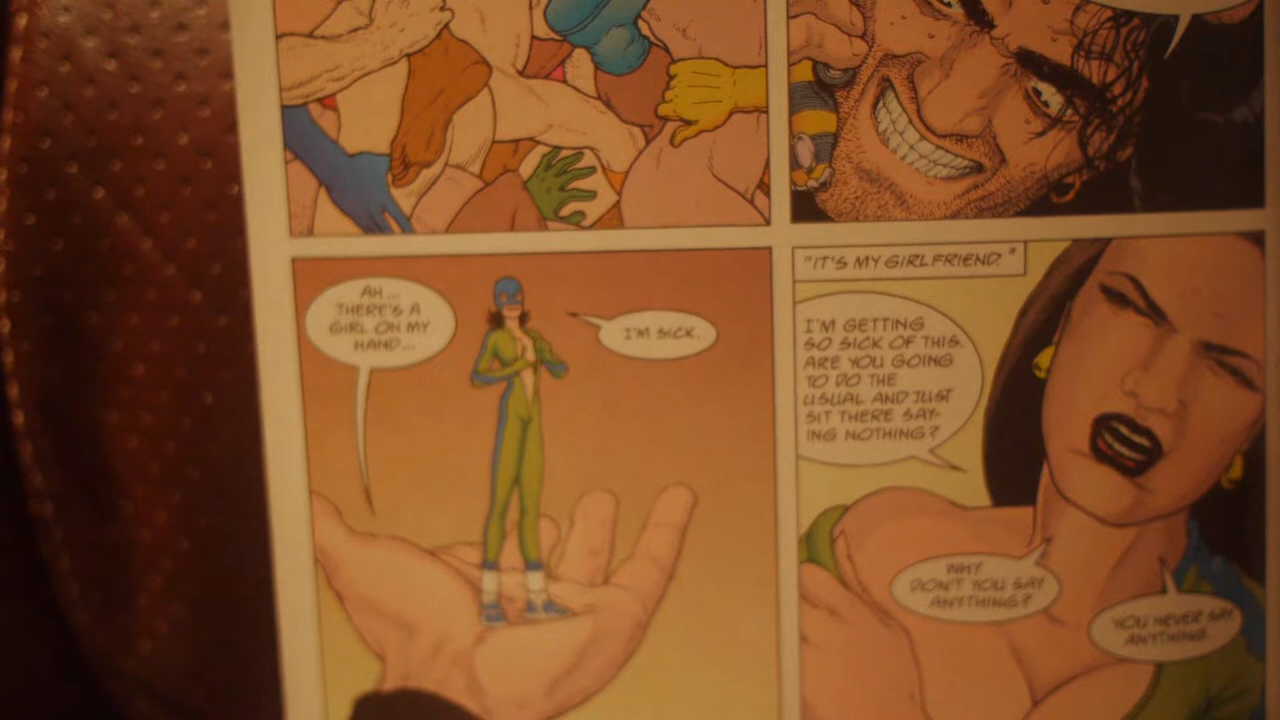 AH...
THERE'S A
GIRL ON MY
HAND...
I'M SICK.
"IT'S MY GIRLFRIEND."
I'M GETTING
SO SICK OF THIS.
ARE YOU GOING
TO DO THE
USUAL AND JUST
SIT THERE SAY-
ING NOTHING?
WHY
DON'T YOU SAY
ANYTHING?
YOU NEVER SAY
ANYTHING.